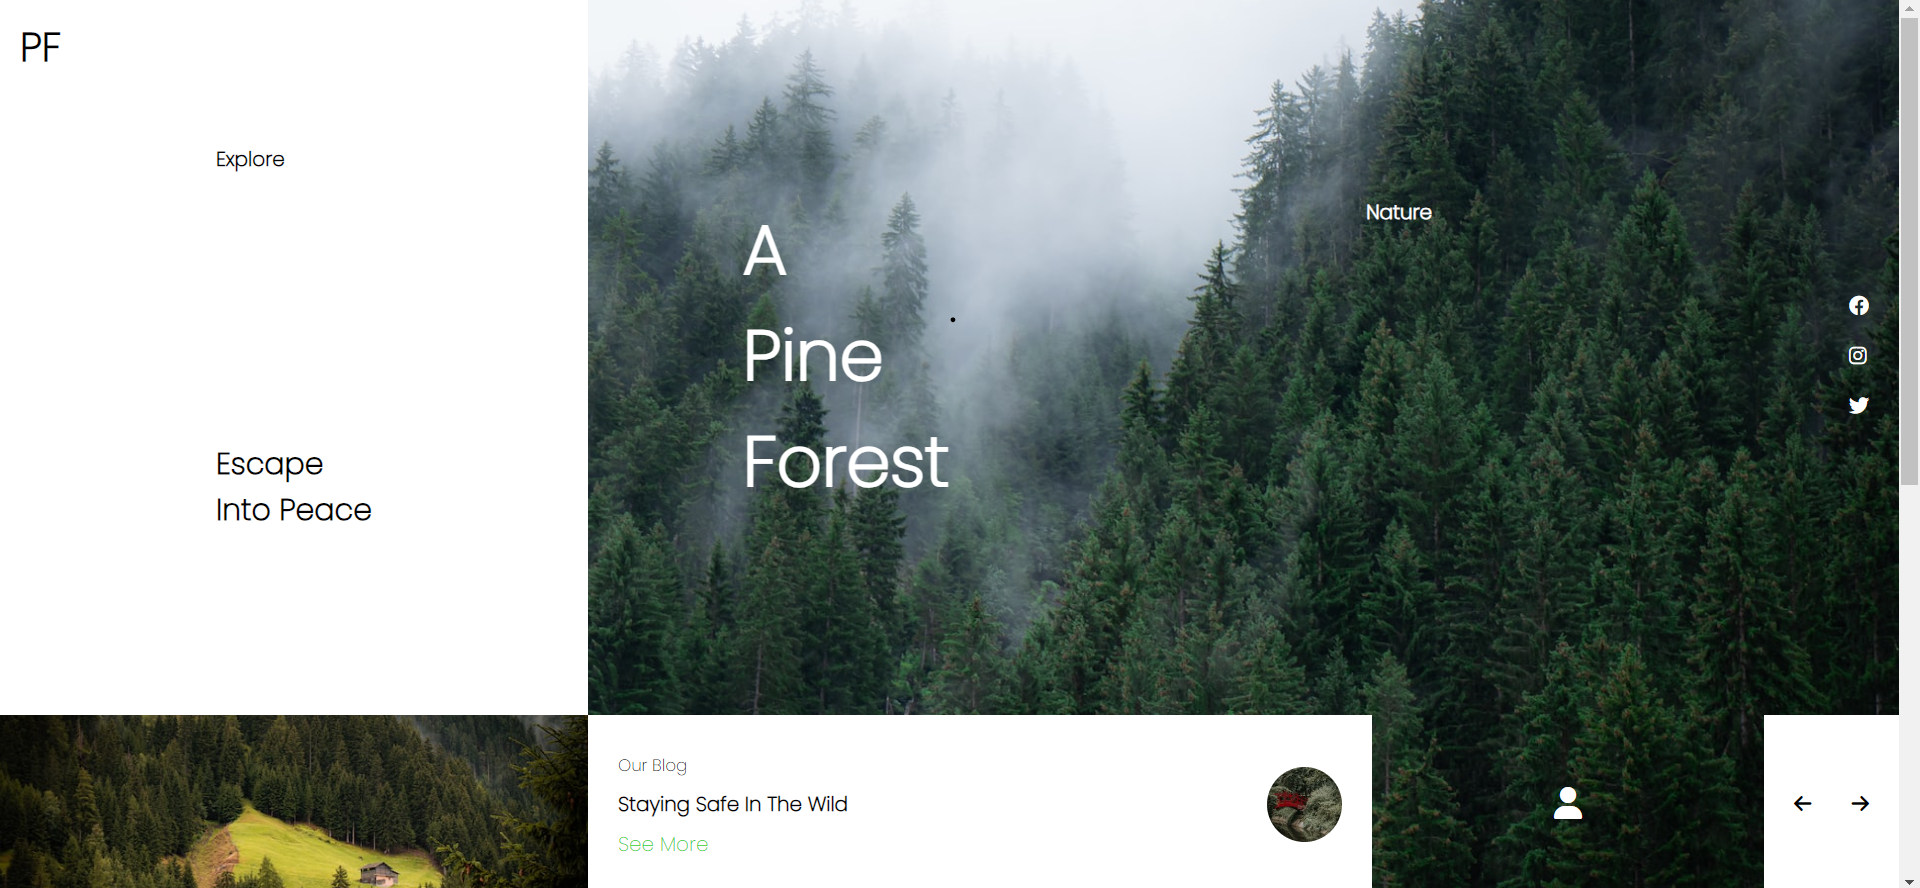 PF
Explore
Escape
Into Peace
A
Pine
Forest
Nature
Our Blog
Staying Safe In The Wild
See More